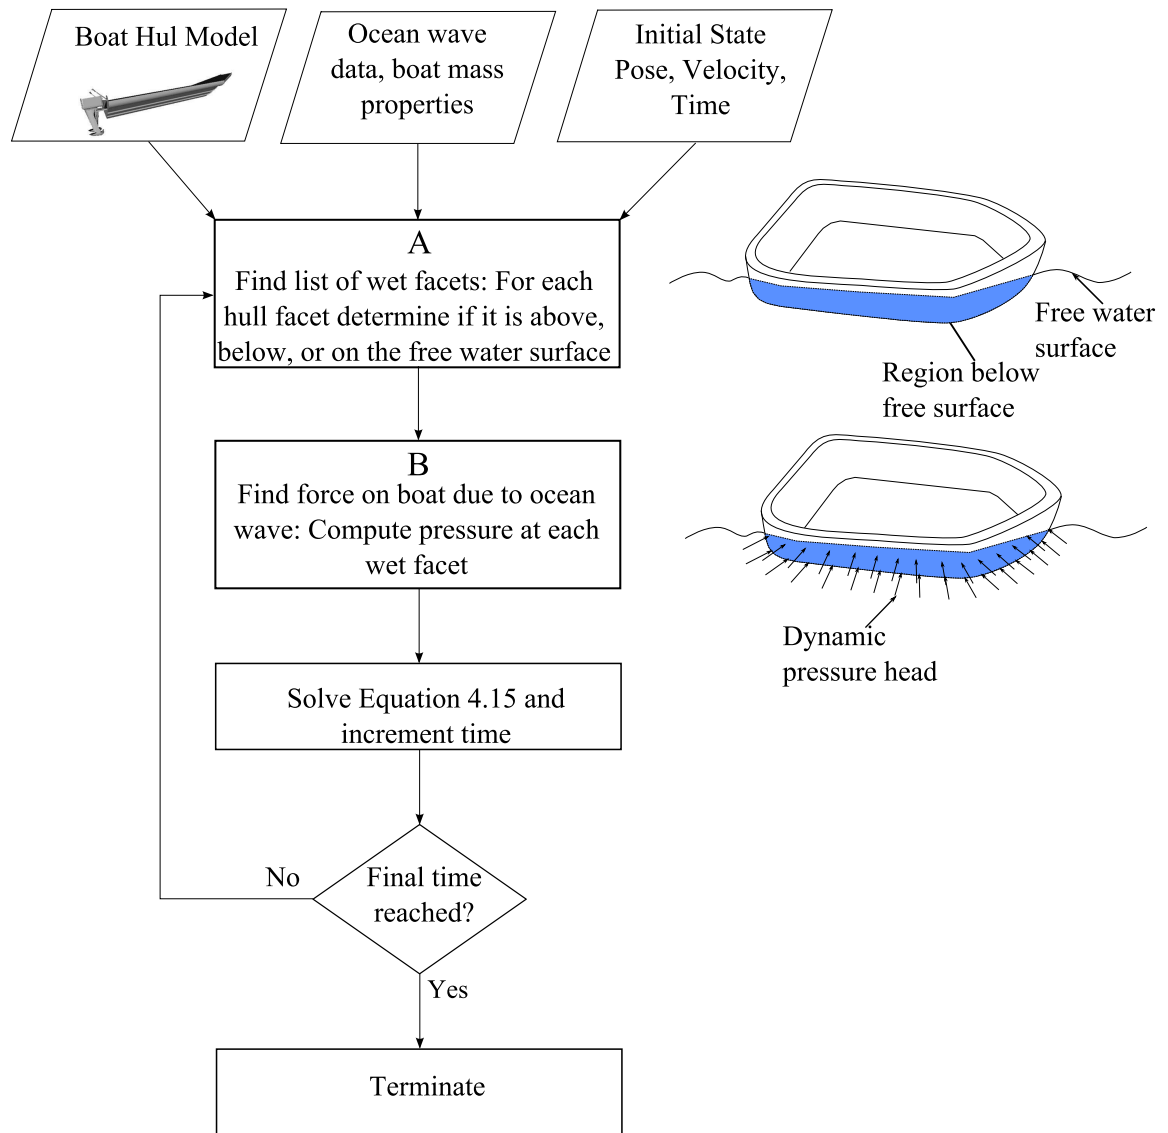 Boat Hul Model
Ocean wave
data, boat mass
properties
Initial State
Pose, Velocity,
Time
A
Find list of wet facets: For each
hull facet determine if it is above,
below, or on the free water surface
Free water
surface
Region below
free surface
B
Find force on boat due to ocean
wave: Compute pressure at each
wet facet
Dynamic
pressure head
Solve Equation 4.15 and
increment time
Final time
reached?
No
Yes
Terminate